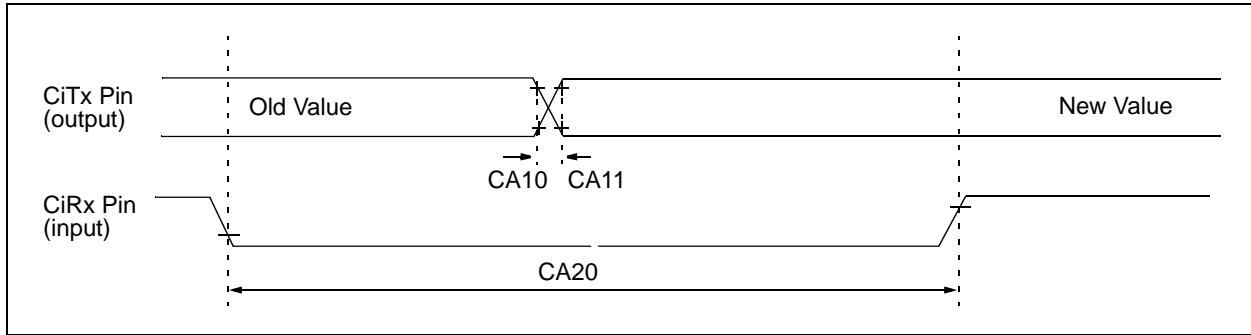 CiTx Pin
(output)
Old Value
New Value
CA10 CA11
CiRx Pin
(input)
CA20